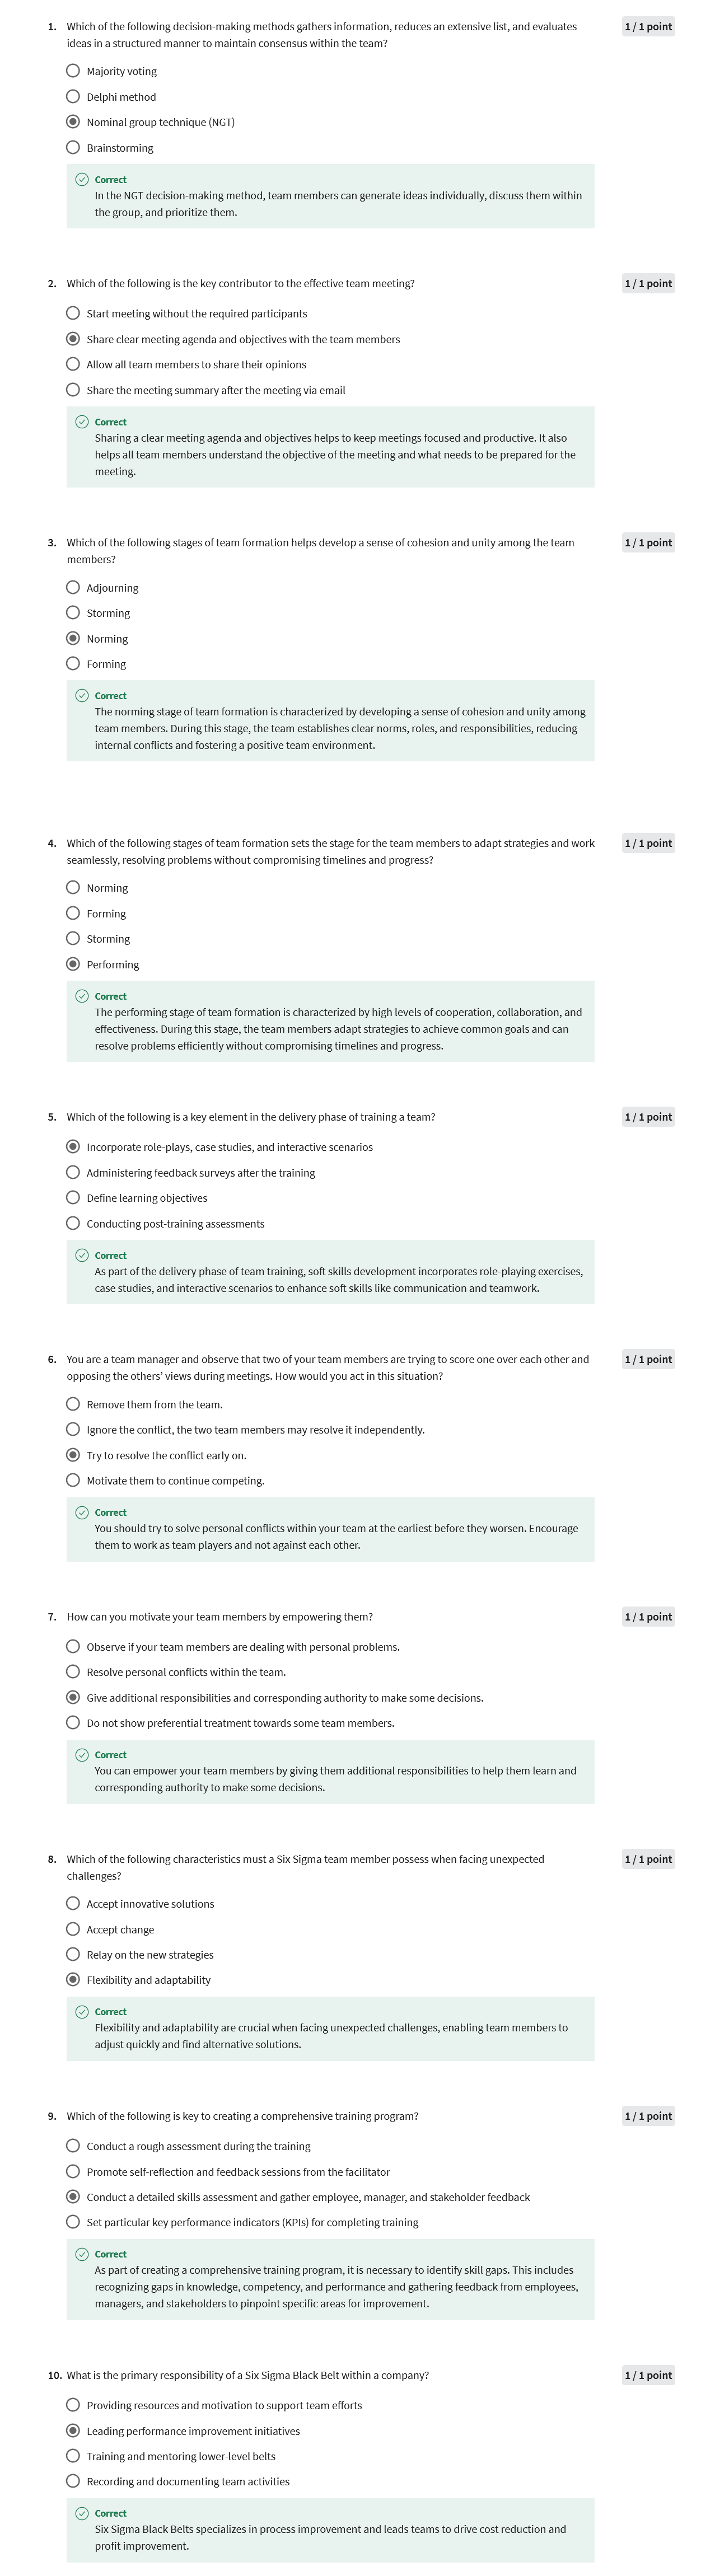 1. Which of the following decision-making methods gathers information, reduces an extensive list, and evaluates
ideas in a structured manner to maintain consensus within the team?
1 / 1 point
Majority voting
Delphi method
Nominal group technique (NGT)
Brainstorming
Correct
In the NGT decision-making method, team members can generate ideas individually, discuss them within
the group, and prioritize them.
2. Which of the following is the key contributor to the effective team meeting?
1 / 1 point
Start meeting without the required participants
Share clear meeting agenda and objectives with the team members
Allow all team members to share their opinions
Share the meeting summary after the meeting via email
Correct
Sharing a clear meeting agenda and objectives helps to keep meetings focused and productive. It also
helps all team members understand the objective of the meeting and what needs to be prepared for the
meeting.
3. Which of the following stages of team formation helps develop a sense of cohesion and unity among the team
members?
1 / 1 point
Adjourning
Storming
Norming
Forming
Correct
The norming stage of team formation is characterized by developing a sense of cohesion and unity among
team members. During this stage, the team establishes clear norms, roles, and responsibilities, reducing
internal conflicts and fostering a positive team environment.
4. Which of the following stages of team formation sets the stage for the team members to adapt strategies and work
seamlessly, resolving problems without compromising timelines and progress?
1 / 1 point
Norming
Forming
Storming
Performing
Correct
The performing stage of team formation is characterized by high levels of cooperation, collaboration, and
effectiveness. During this stage, the team members adapt strategies to achieve common goals and can
resolve problems efficiently without compromising timelines and progress.
5. Which of the following is a key element in the delivery phase of training a team?
1 / 1 point
Incorporate role-plays, case studies, and interactive scenarios
Administering feedback surveys after the training
Define learning objectives
Conducting post-training assessments
Correct
As part of the delivery phase of team training, soft skills development incorporates role-playing exercises,
case studies, and interactive scenarios to enhance soft skills like communication and teamwork.
6. You are a team manager and observe that two of your team members are trying to score one over each other and
opposing the others' views during meetings. How would you act in this situation?
1 / 1 point
Remove them from the team.
Ignore the conflict, the two team members may resolve it independently.
Try to resolve the conflict early on.
Motivate them to continue competing.
Correct
You should try to solve personal conflicts within your team at the earliest before they worsen. Encourage
them to work as team players and not against each other.
7. How can you motivate your team members by empowering them?
1 / 1 point
Observe if your team members are dealing with personal problems.
Resolve personal conflicts within the team.
Give additional responsibilities and corresponding authority to make some decisions.
Do not show preferential treatment towards some team members.
Correct
You can empower your team members by giving them additional responsibilities to help them learn and
corresponding authority to make some decisions.
8. Which of the following characteristics must a Six Sigma team member possess when facing unexpected
challenges?
1 / 1 point
Accept innovative solutions
Accept change
Relay on the new strategies
Flexibility and adaptability
Correct
Flexibility and adaptability are crucial when facing unexpected challenges, enabling team members to
adjust quickly and find alternative solutions.
9. Which of the following is key to creating a comprehensive training program?
1 / 1 point
Conduct a rough assessment during the training
Promote self-reflection and feedback sessions from the facilitator
Conduct a detailed skills assessment and gather employee, manager, and stakeholder feedback
Set particular key performance indicators (KPIs) for completing training
Correct
As part of creating a comprehensive training program, it is necessary to identify skill gaps. This includes
recognizing gaps in knowledge, competency, and performance and gathering feedback from employees,
managers, and stakeholders to pinpoint specific areas for improvement.
10. What is the primary responsibility of a Six Sigma Black Belt within a company?
1 / 1 point
Providing resources and motivation to support team efforts
Leading performance improvement initiatives
Training and mentoring lower-level belts
Recording and documenting team activities
Correct
Six Sigma Black Belts specializes in process improvement and leads teams to drive cost reduction and
profit improvement.